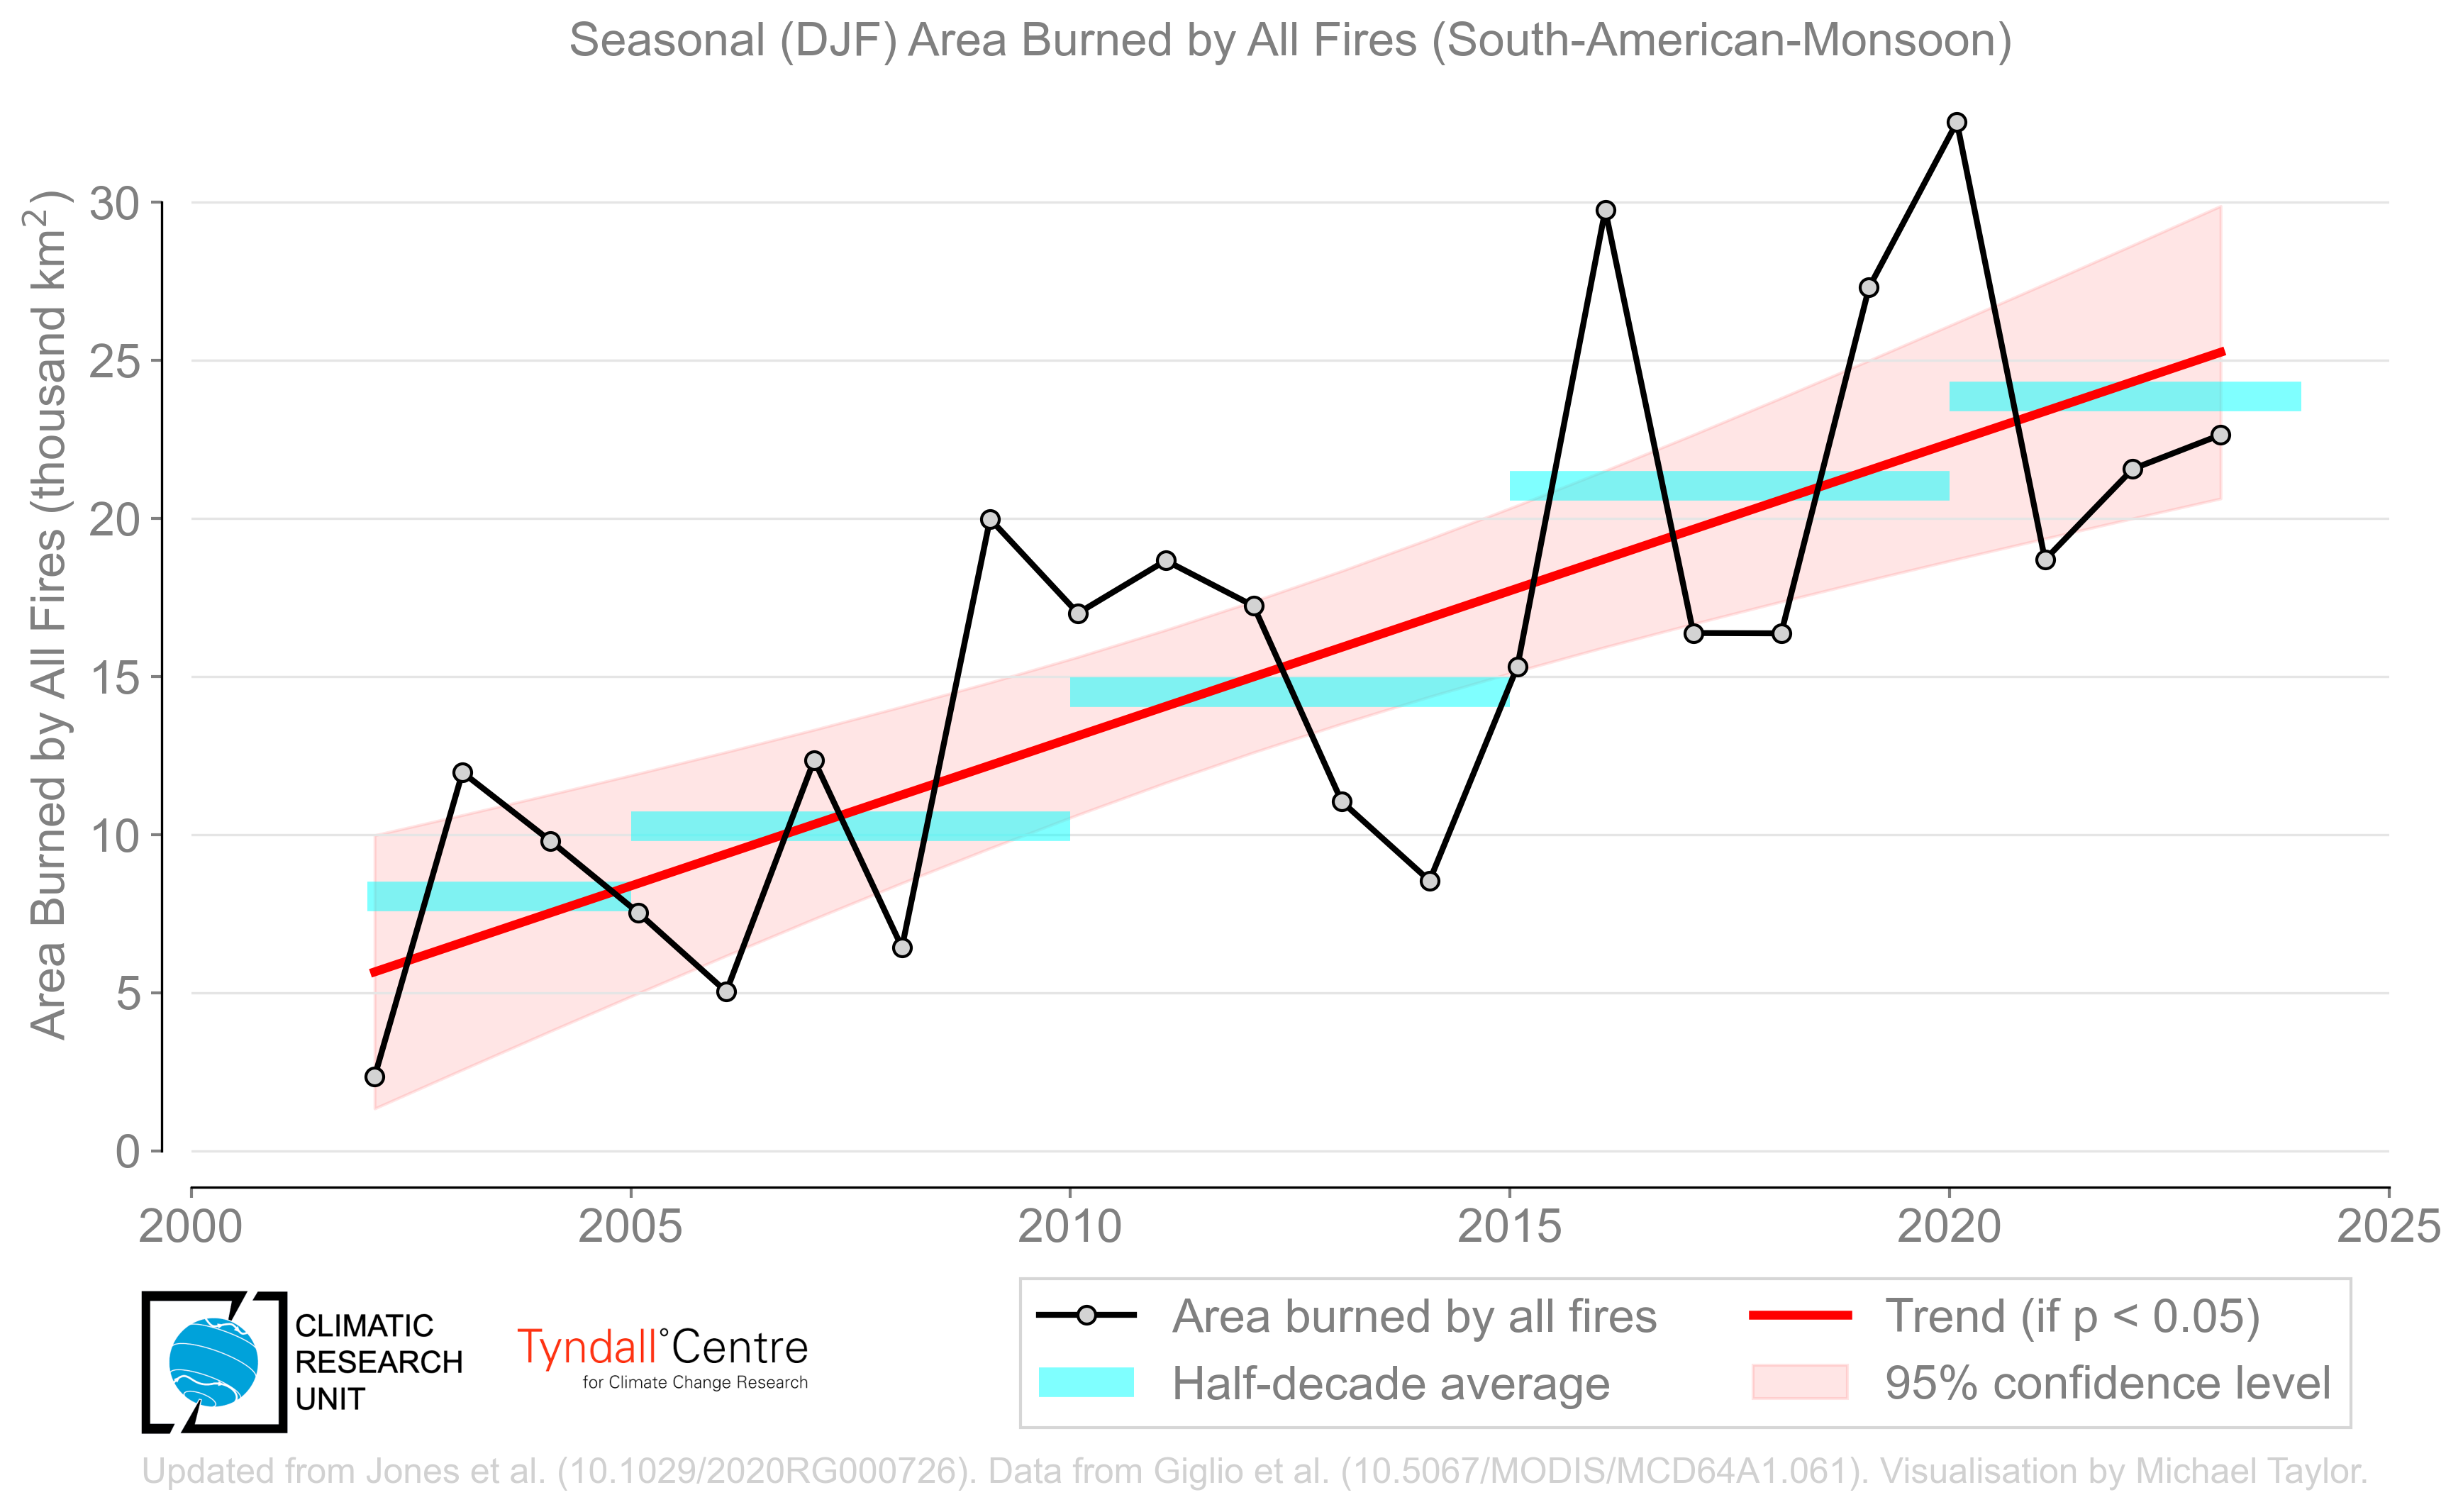 Seasonal (DJF) Area Burned by All Fires (South-American-Monsoon)
Area Burned by All Fires (thousand km²)
30
25
20
15
10
5
0
2000
2005
2010
2015
2020
2025
CLIMATIC
RESEARCH
UNIT
Tyndall°Centre
for Climate Change Research
Area burned by all fires
Half-decade average
Trend (if p < 0.05)
95% confidence level
Updated from Jones et al. (10.1029/2020RG000726). Data from Giglio et al. (10.5067/MODIS/MCD64A1.061). Visualisation by Michael Taylor.